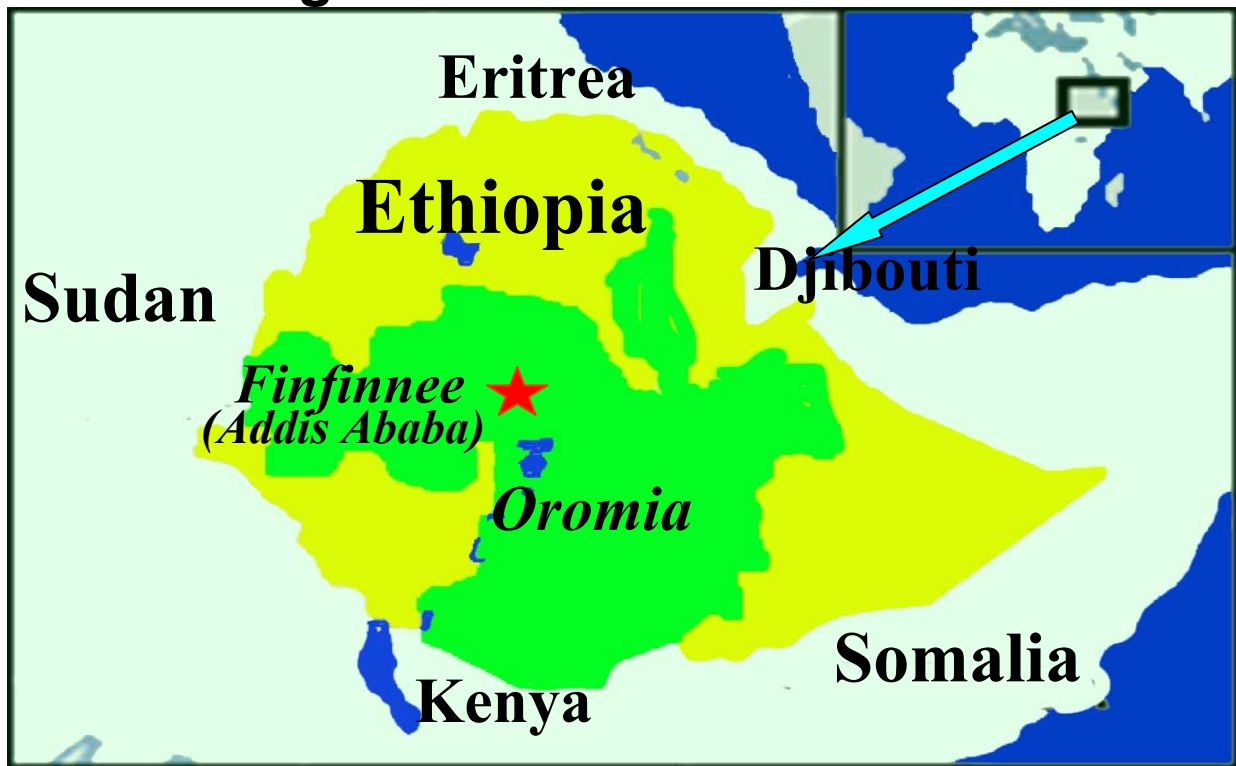 Eritrea
Ethiopia
Djibouti
Sudan
Finfinnee
(Addis Ababa)
Oromia
Somalia
Kenya